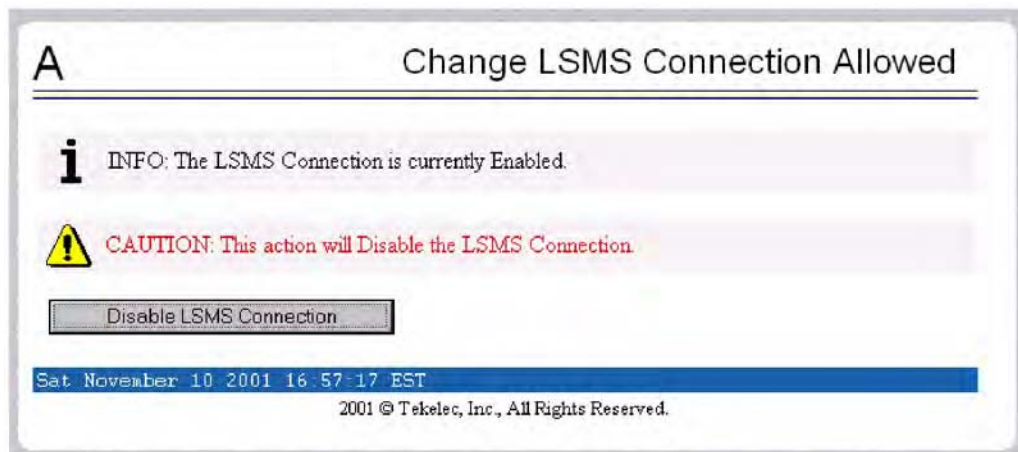 A Change LSMS Connection Allowed
i INFO: The LSMS Connection is currently Enabled.
! CAUTION: This action will Disable the LSMS Connection.
Disable LSMS Connection
Sat November 10 2001 16:57:17 EST
2001 © Tekelec, Inc., All Rights Reserved.